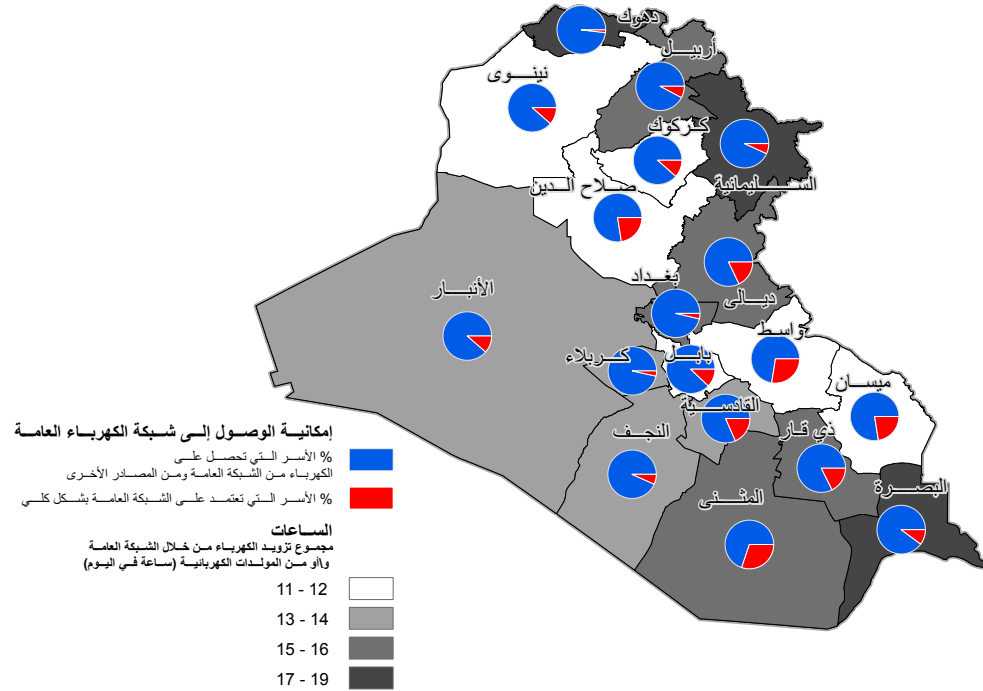 دهوك
أربيل
نينوى
كركوك
السليمانية
صلاح الدين
بغداد
ديالى
الأنبار
واسط
بابل
كربلاء
ميسان
القادسية
النجف
ذي قار
المثنى
البصرة
إمكانية الوصول إلى شبكة الكهرباء العامة
% الأسر التي تحصل على
الكهرباء من الشبكة العامة ومن المصادر الأخرى
% الأسر التي تعتمد على الشبكة العامة بشكل كلي
الساعات
مجموع تزويد الكهرباء من خلال الشبكة العامة
و\أو من المولدات الكهربائية (ساعة في اليوم)
11 - 12
13 - 14
15 - 16
17 - 19